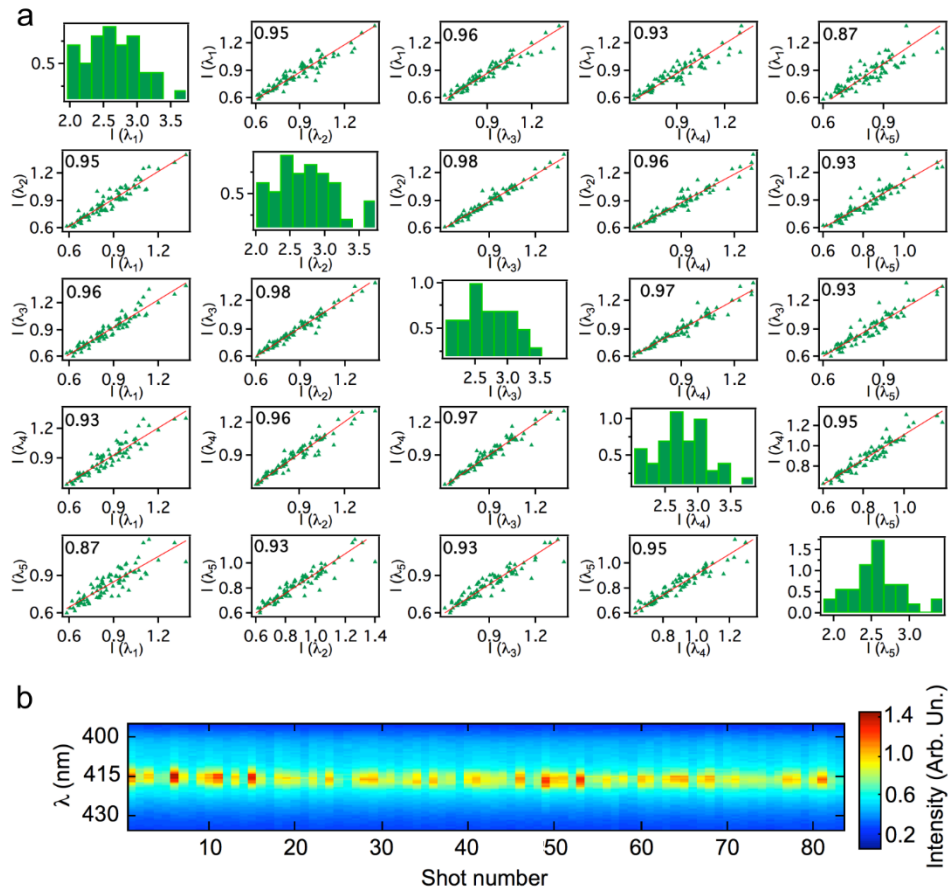 a
0.95 0.96 0.93 0.87
I (λ₁) I (λ₁) I (λ₁) I (λ₁)
1.2 1.2 1.2 1.2
0.5 0.9 0.9 0.9 0.9
0.6 0.6 0.6 0.6
2.0 2.5 3.0 3.5 0.6 0.9 1.2 0.9 1.2 0.9 1.2 0.6 0.9
I (λ₁) I (λ₂) I (λ₃) I (λ₄) I (λ₅)
0.95 0.98 0.96 0.93
I (λ₂) I (λ₂) I (λ₂) I (λ₂)
1.2 1.2 1.2 1.2
0.9 0.5 0.9 0.9 0.9
0.6 0.6 0.6 0.6
0.6 0.9 1.2 2.0 2.5 3.0 3.5 0.9 1.2 0.9 1.2 0.6 0.8 1.0
I (λ₁) I (λ₂) I (λ₃) I (λ₄) I (λ₅)
0.96 0.98 1.0 0.97 0.93
I (λ₃) I (λ₃) I (λ₃) I (λ₃)
1.2 1.2 1.2 1.2
0.9 0.9 0.5 0.9 0.9
0.6 0.6 0.0 0.6 0.6
0.6 0.9 1.2 0.6 0.9 1.2 2.5 3.0 3.5 0.9 1.2 0.6 0.9
I (λ₁) I (λ₂) I (λ₃) I (λ₄) I (λ₅)
0.93 0.96 0.97 1.0 0.95
I (λ₄) I (λ₄) I (λ₄) I (λ₄)
1.2 1.2 1.2 1.2
0.9 0.9 0.9 0.5 1.0
0.8
0.6 0.9 1.2 0.6 0.9 1.2 0.9 1.2 2.5 3.0 3.5 0.6 0.8 1.0
I (λ₁) I (λ₂) I (λ₃) I (λ₄) I (λ₅)
0.87 0.93 0.93 0.95 1.5
I (λ₅) I (λ₅) I (λ₅) I (λ₅)
0.9 1.0 0.9 1.0 1.0
0.8 0.8 0.5
0.6 0.6 0.6 0.6 0.0
0.6 0.9 1.2 0.6 0.8 1.0 1.2 1.4 0.9 1.2 0.6 0.8 1.0 1.2 2.0 2.5 3.0
I (λ₁) I (λ₂) I (λ₃) I (λ₄) I (λ₅)
b
λ (nm)
400
415
430
10 20 30 40 50 60 70 80
Shot number
1.4
1.0
0.6
0.2
Intensity (Arb. Un.)